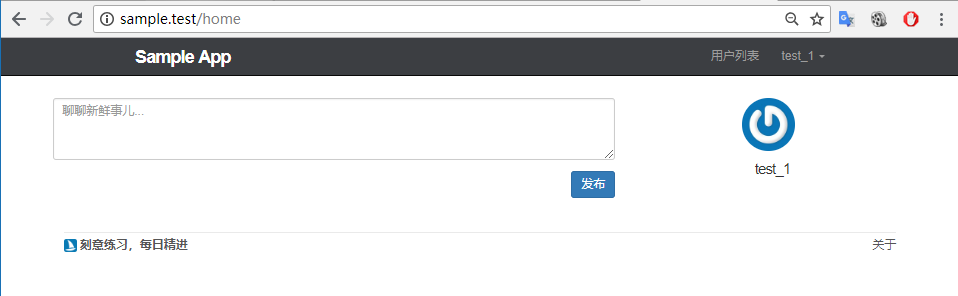 sample.test/home
Sample App 用户列表 test_1
聊聊新鲜事儿...
test_1
发布
刻意练习，每日精进 关于